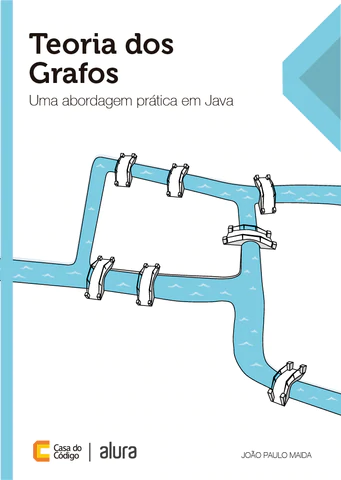 Teoria dos
Grafos
Uma abordagem prática em Java
Casa do
Código
alura
JOÃO PAULO MAIDA